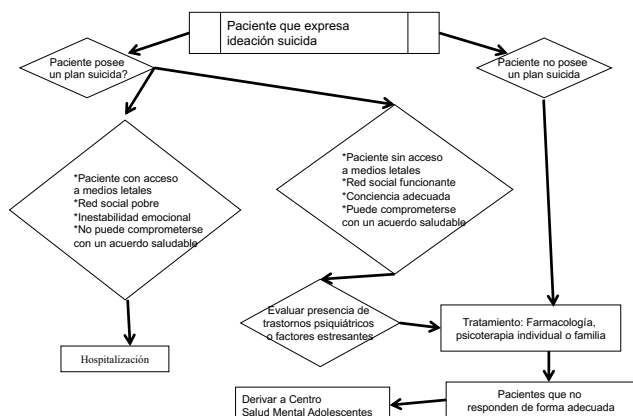 Paciente que expresa
ideación suicida
Paciente posee
un plan suicida?
Paciente no posee
un plan suicida
*Paciente con acceso
a medios letales
*Red social pobre
*Inestabilidad emocional
*No puede comprometerse
con un acuerdo saludable
*Paciente sin acceso
a medios letales
*Red social funcionante
*Conciencia adecuada
*Puede comprometerse
con un acuerdo saludable
Evaluar presencia de
trastornos psiquiátricos
o factores estresantes
Hospitalización
Tratamiento: Farmacología,
psicoterapia individual o familia
Derivar a Centro
Salud Mental Adolescentes
Pacientes que no
responden de forma adecuada